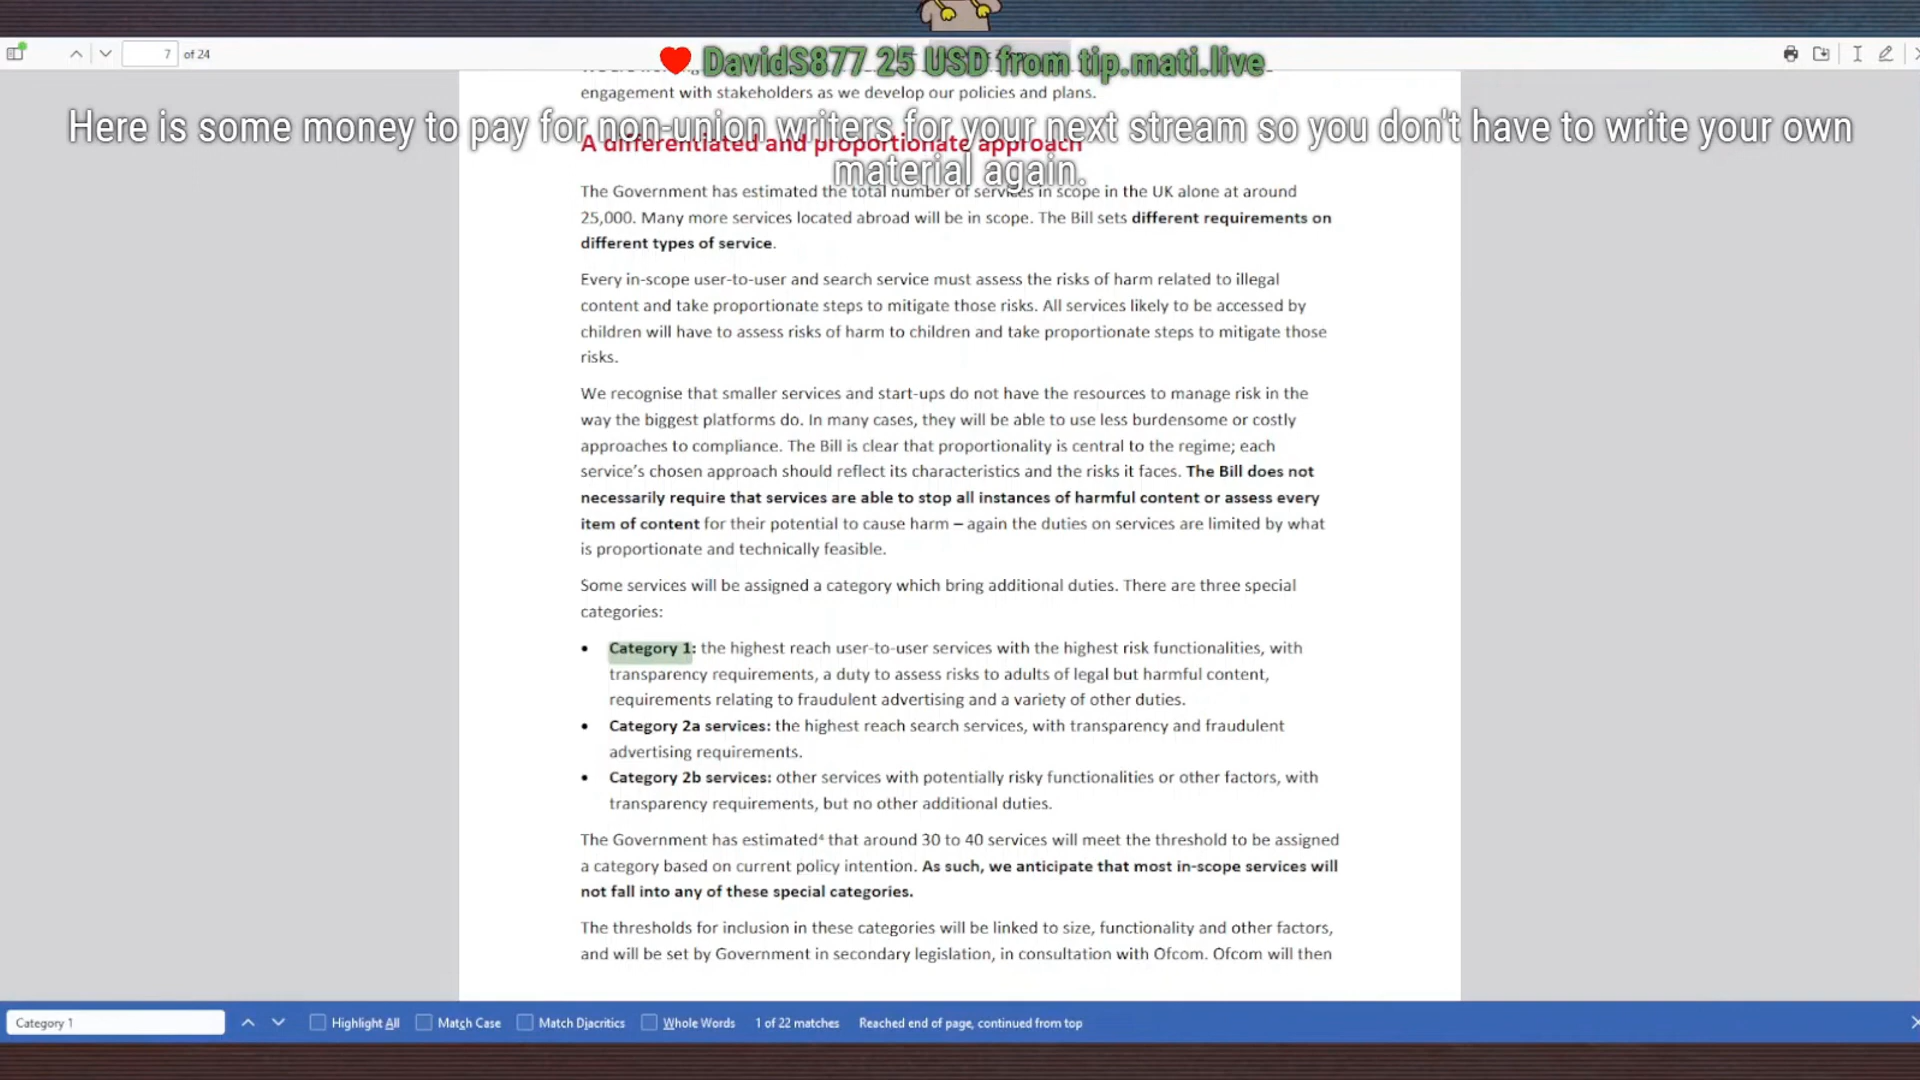 7 of 24
DavidS877 25 USD from tip.mati.live
Here is some money to pay for non-union writers for your next stream so you don't have to write your own
material again.
engagement with stakeholders as we develop our policies and plans.
A differentiated and proportionate approach
The Government has estimated the total number of services in scope in the UK alone at around
25,000. Many more services located abroad will be in scope. The Bill sets different requirements on
different types of service.
Every in-scope user-to-user and search service must assess the risks of harm related to illegal
content and take proportionate steps to mitigate those risks. All services likely to be accessed by
children will have to assess risks of harm to children and take proportionate steps to mitigate those
risks.
We recognise that smaller services and start-ups do not have the resources to manage risk in the
way the biggest platforms do. In many cases, they will be able to use less burdensome or costly
approaches to compliance. The Bill is clear that proportionality is central to the regime; each
service's chosen approach should reflect its characteristics and the risks it faces. The Bill does not
necessarily require that services are able to stop all instances of harmful content or assess every
item of content for their potential to cause harm – again the duties on services are limited by what
is proportionate and technically feasible.
Some services will be assigned a category which bring additional duties. There are three special
categories:
• Category 1: the highest reach user-to-user services with the highest risk functionalities, with
transparency requirements, a duty to assess risks to adults of legal but harmful content,
requirements relating to fraudulent advertising and a variety of other duties.
• Category 2a services: the highest reach search services, with transparency and fraudulent
advertising requirements.
• Category 2b services: other services with potentially risky functionalities or other factors, with
transparency requirements, but no other additional duties.
The Government has estimated⁴ that around 30 to 40 services will meet the threshold to be assigned
a category based on current policy intention. As such, we anticipate that most in-scope services will
not fall into any of these special categories.
The thresholds for inclusion in these categories will be linked to size, functionality and other factors,
and will be set by Government in secondary legislation, in consultation with Ofcom. Ofcom will then
Category 1 Highlight All Match Case Match Diacritics Whole Words 1 of 22 matches Reached end of page, continued from top